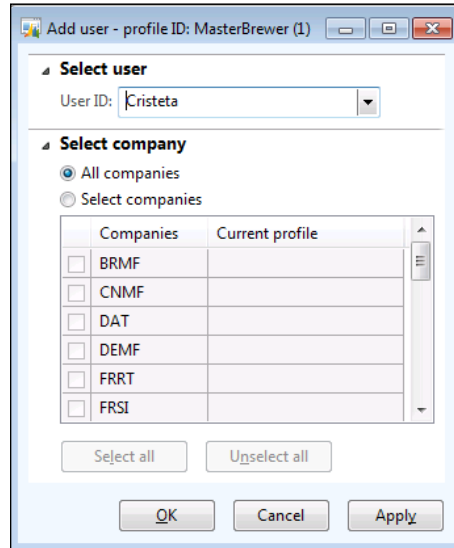 Add user - profile ID: MasterBrewer (1)
Select user
User ID: Cristeta
Select company
All companies
Select companies
Companies Current profile
BRMF
CNMF
DAT
DEMF
FRRT
FRSI
Select all Unselect all
OK Cancel Apply